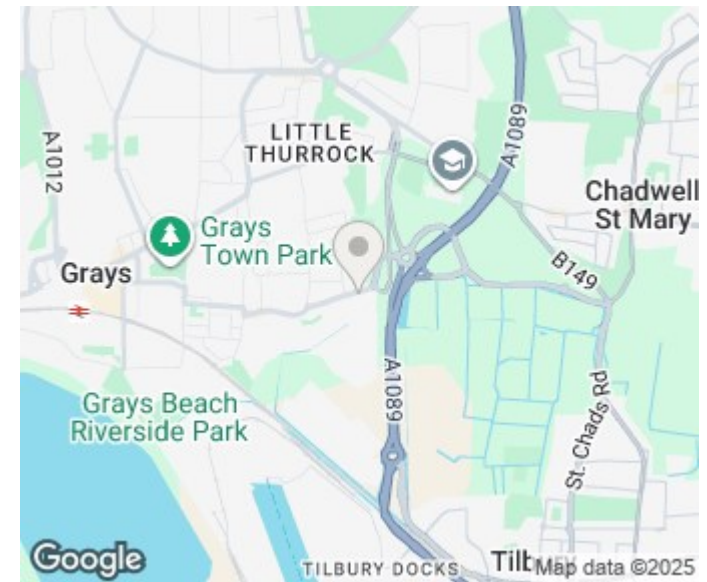 LITTLE
THURROCK
A1089
A1012
Chadwell
St Mary
Grays
Town Park
Grays
B149
A1089
Grays Beach
Riverside Park
St. Chads Rd
Google
TILBURY DOCKS
Map data ©2025